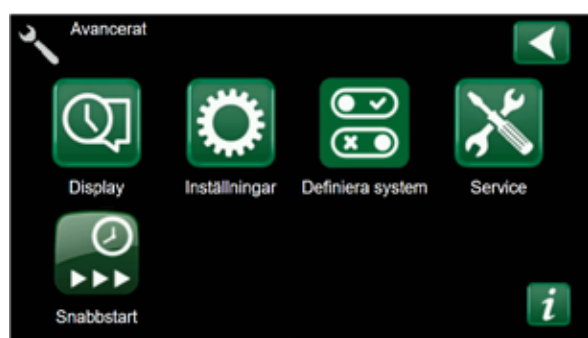 Avancerat
Display
Inställningar
Definiera system
Service
Snabbstart
i